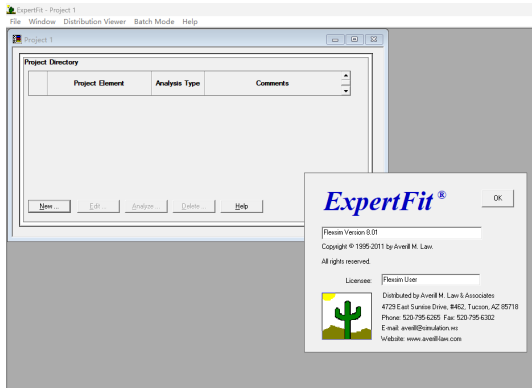 ExpertFit - Project 1
File Window Distribution Viewer Batch Mode Help
Project 1
Project Directory
Project Element Analysis Type Comments
New ... Edit ... Analyze ... Delete ... Help
ExpertFit ®
OK
Flexsim Version 8.01
Copyright © 1995-2011 by Averill M. Law.
All rights reserved.
Licensee: Flexsim User
Distributed by Averill M. Law & Associates
4729 East Sunrise Drive, #462, Tucson, AZ 85718
Phone: 520-795-6265 Fax: 520-795-6302
E-mail: averill@simulation.ws
Website: www.averill-law.com